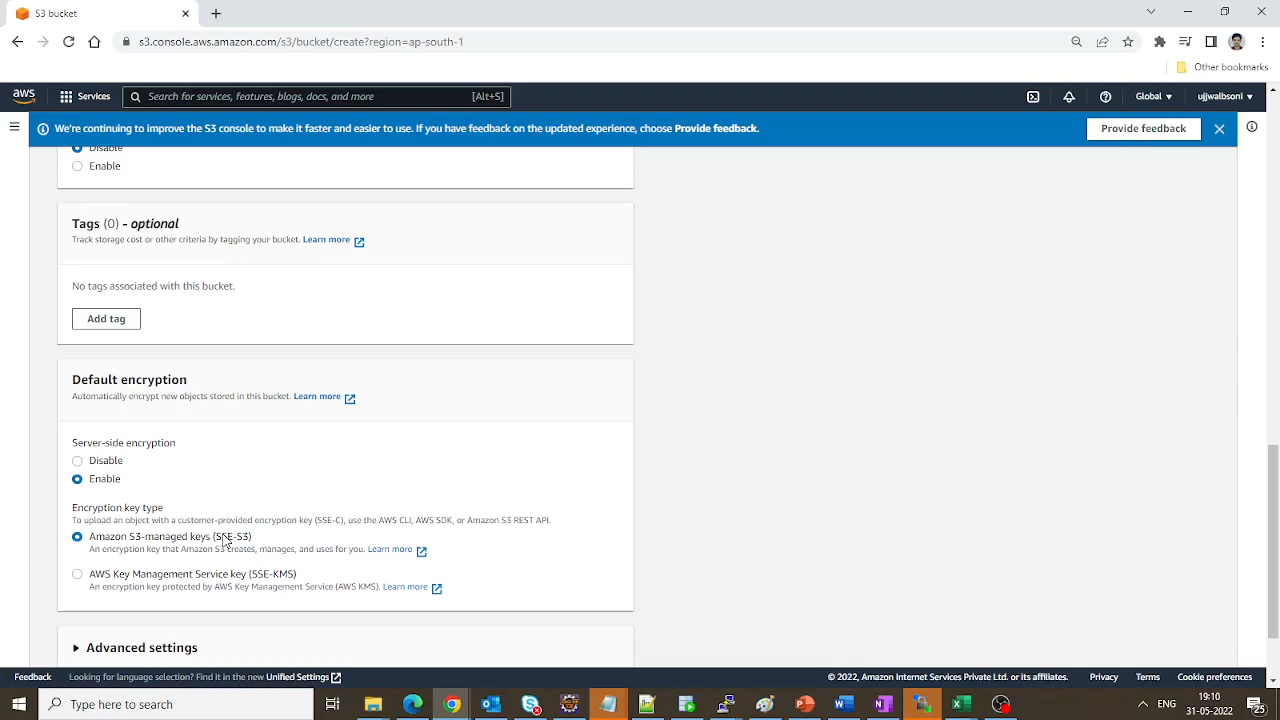 S3 bucket
s3.console.aws.amazon.com/s3/bucket/create?region=ap-south-1
Other bookmarks
aws
Services
Search for services, features, blogs, docs, and more
[Alt+S]
Global
ujjwalbsoni
We're continuing to improve the S3 console to make it faster and easier to use. If you have feedback on the updated experience, choose Provide feedback.
Provide feedback
Disable
Enable
Tags (0) - optional
Track storage cost or other criteria by tagging your bucket. Learn more
No tags associated with this bucket.
Add tag
Default encryption
Automatically encrypt new objects stored in this bucket. Learn more
Server-side encryption
Disable
Enable
Encryption key type
To upload an object with a customer-provided encryption key (SSE-C), use the AWS CLI, AWS SDK, or Amazon S3 REST API.
Amazon S3-managed keys (SSE-S3)
An encryption key that Amazon S3 creates, manages, and uses for you. Learn more
AWS Key Management Service key (SSE-KMS)
An encryption key protected by AWS Key Management Service (AWS KMS). Learn more
Advanced settings
Feedback
Looking for language selection? Find it in the new Unified Settings
© 2022, Amazon Internet Services Private Ltd. or its affiliates.
Privacy
Terms
Cookie preferences
Type here to search
ENG
19:10
31-05-2022